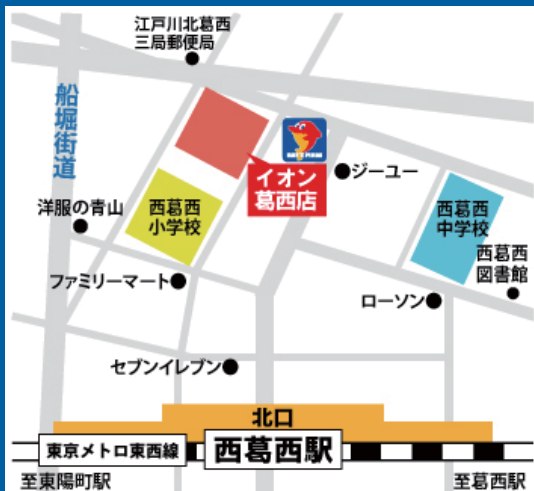 江戸川北葛西
三局郵便局
船堀街道
ジーユー
イオン
葛西店
西葛西
小学校
西葛西
中学校
洋服の青山
西葛西
図書館
ファミリーマート
ローソン
セブンイレブン
北口
東京メトロ東西線
西葛西駅
至東陽町駅
至葛西駅